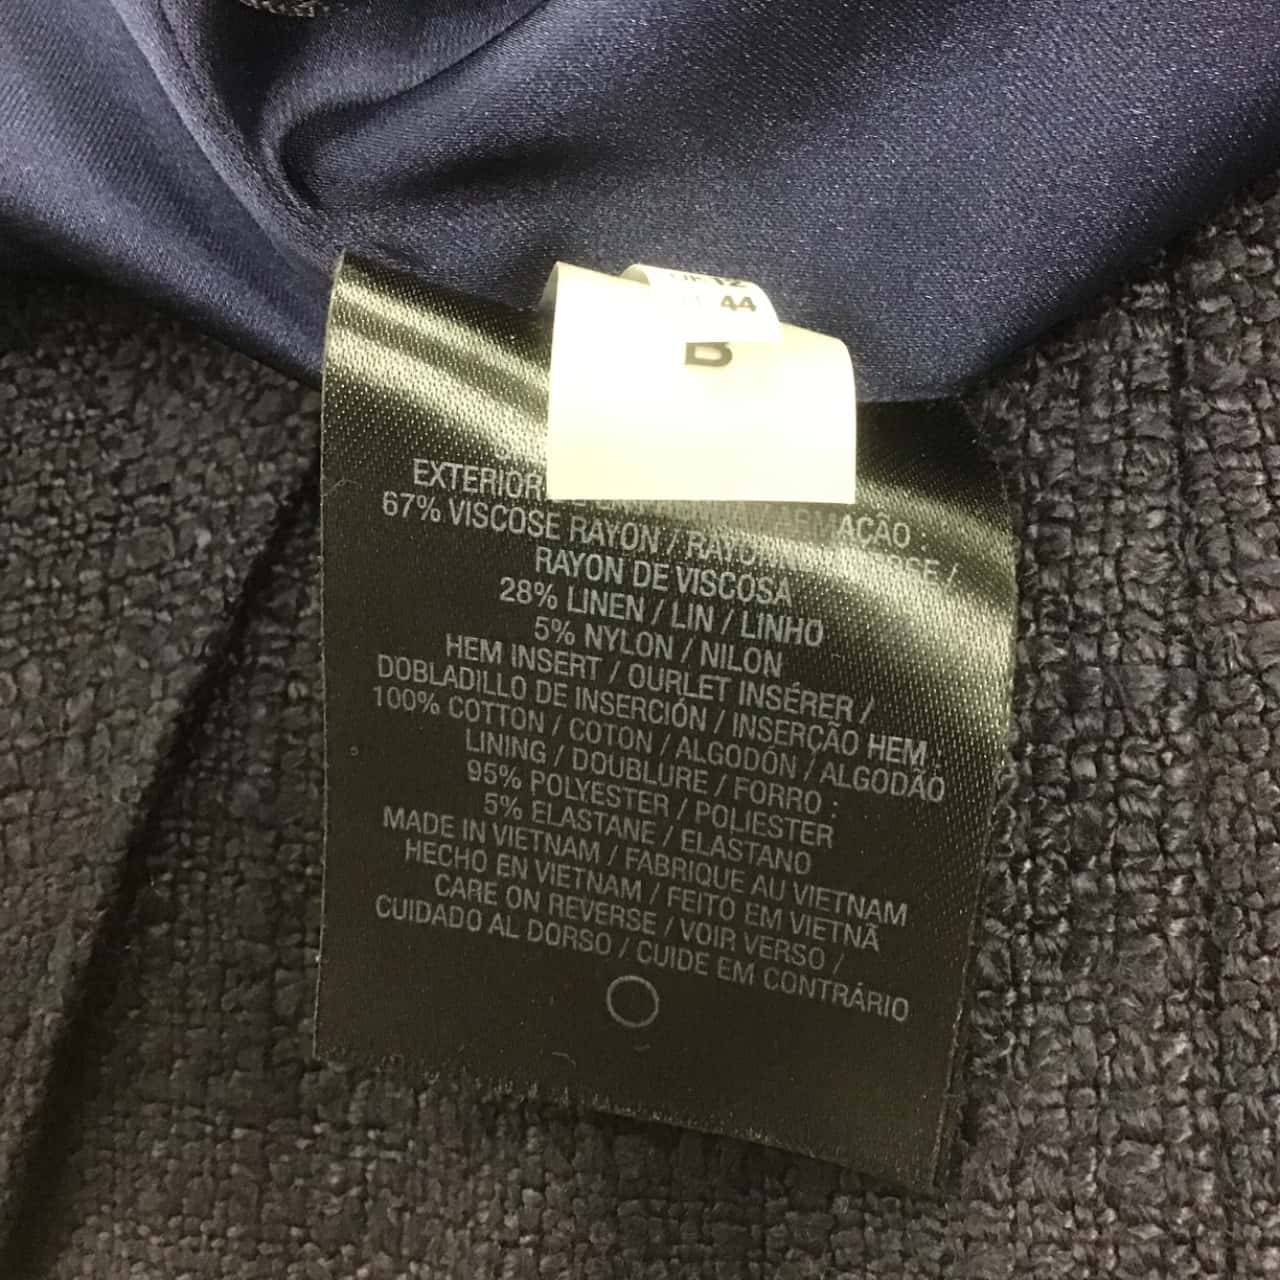 12
44
B
EXTERIOR
67% VISCOSE RAYON /
RAYON DE VISCOSA
28% LINEN / LIN / LINHO
5% NYLON / NILON
HEM INSERT / OURLET INSÉRER /
DOBLADILLO DE INSERCIÓN / INSERÇÃO HEM
100% COTTON / COTON / ALGODÓN / ALGODÃO
LINING / DOUBLURE / FORRO :
95% POLYESTER / POLIESTER
5% ELASTANE / ELASTANO
MADE IN VIETNAM / FABRIQUE AU VIETNAM
HECHO EN VIETNAM / FEITO EM VIETNÃ
CARE ON REVERSE / VOIR VERSO /
CUIDADO AL DORSO / CUIDE EM CONTRÁRIO